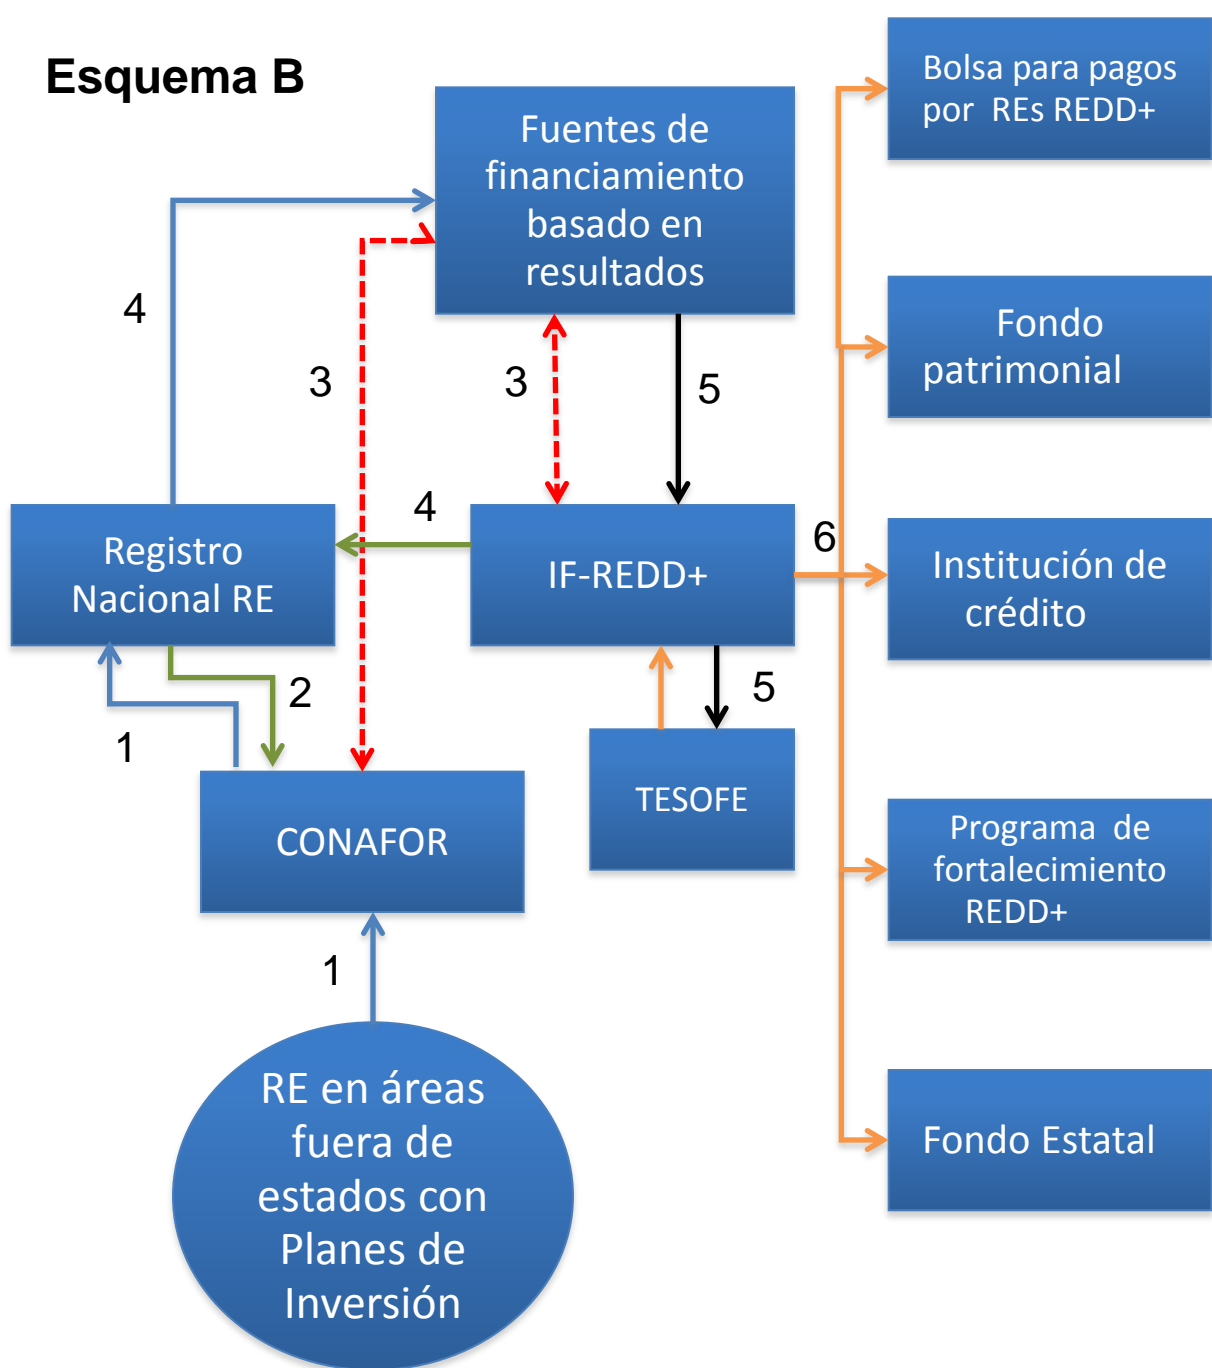 Esquema B
Bolsa para pagos
por REs REDD+
Fuentes de
financiamiento
basado en
resultados
4
3
3
5
Fondo
patrimonial
4
6
Registro
Nacional RE
IF-REDD+
Institución de
crédito
2
1
5
TESOFE
CONAFOR
Programa de
fortalecimiento
REDD+
1
RE en áreas
fuera de
estados con
Planes de
Inversión
Fondo Estatal